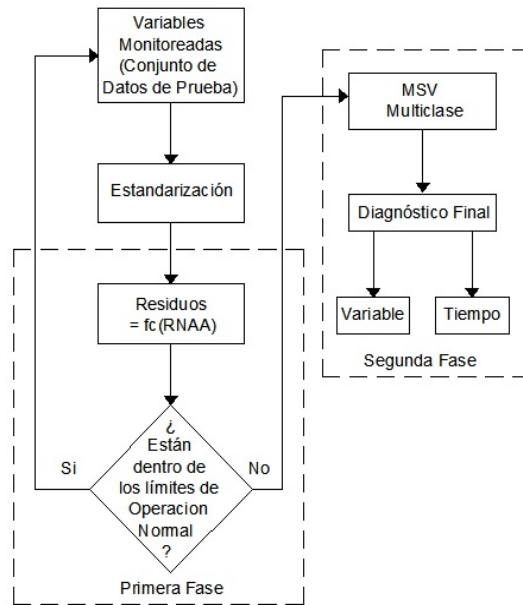 Variables
Monitoreadas
(Conjunto de
Datos de Prueba)
Estandarización
Residuos
= fc(RNAA)
¿
Están
dentro de
los límites de
Operacion
Normal
?
Si
No
Primera Fase
MSV
Multiclase
Diagnóstico Final
Variable
Tiempo
Segunda Fase